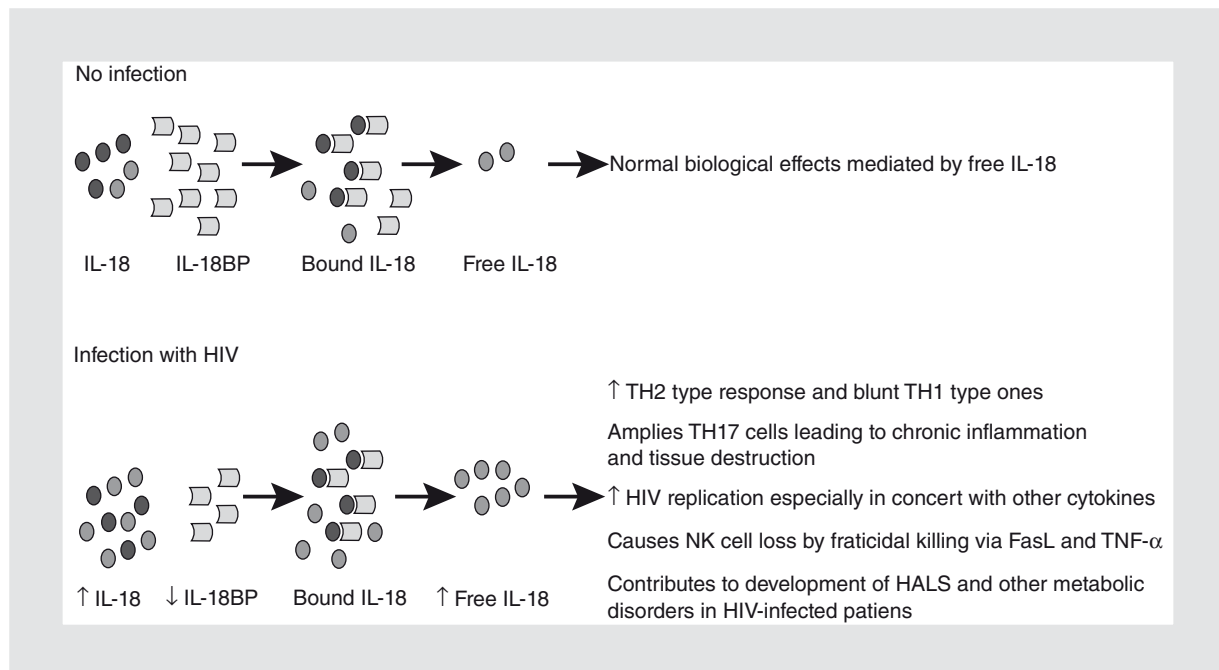 No infection
Normal biological effects mediated by free IL-18
IL-18 IL-18BP Bound IL-18 Free IL-18
Infection with HIV
↑ TH2 type response and blunt TH1 type ones
Amplies TH17 cells leading to chronic inflammation
and tissue destruction
↑ HIV replication especially in concert with other cytokines
Causes NK cell loss by fraticidal killing via FasL and TNF-α
Contributes to development of HALS and other metabolic
disorders in HIV-infected patiens
↑ IL-18 ↓ IL-18BP Bound IL-18 ↑ Free IL-18